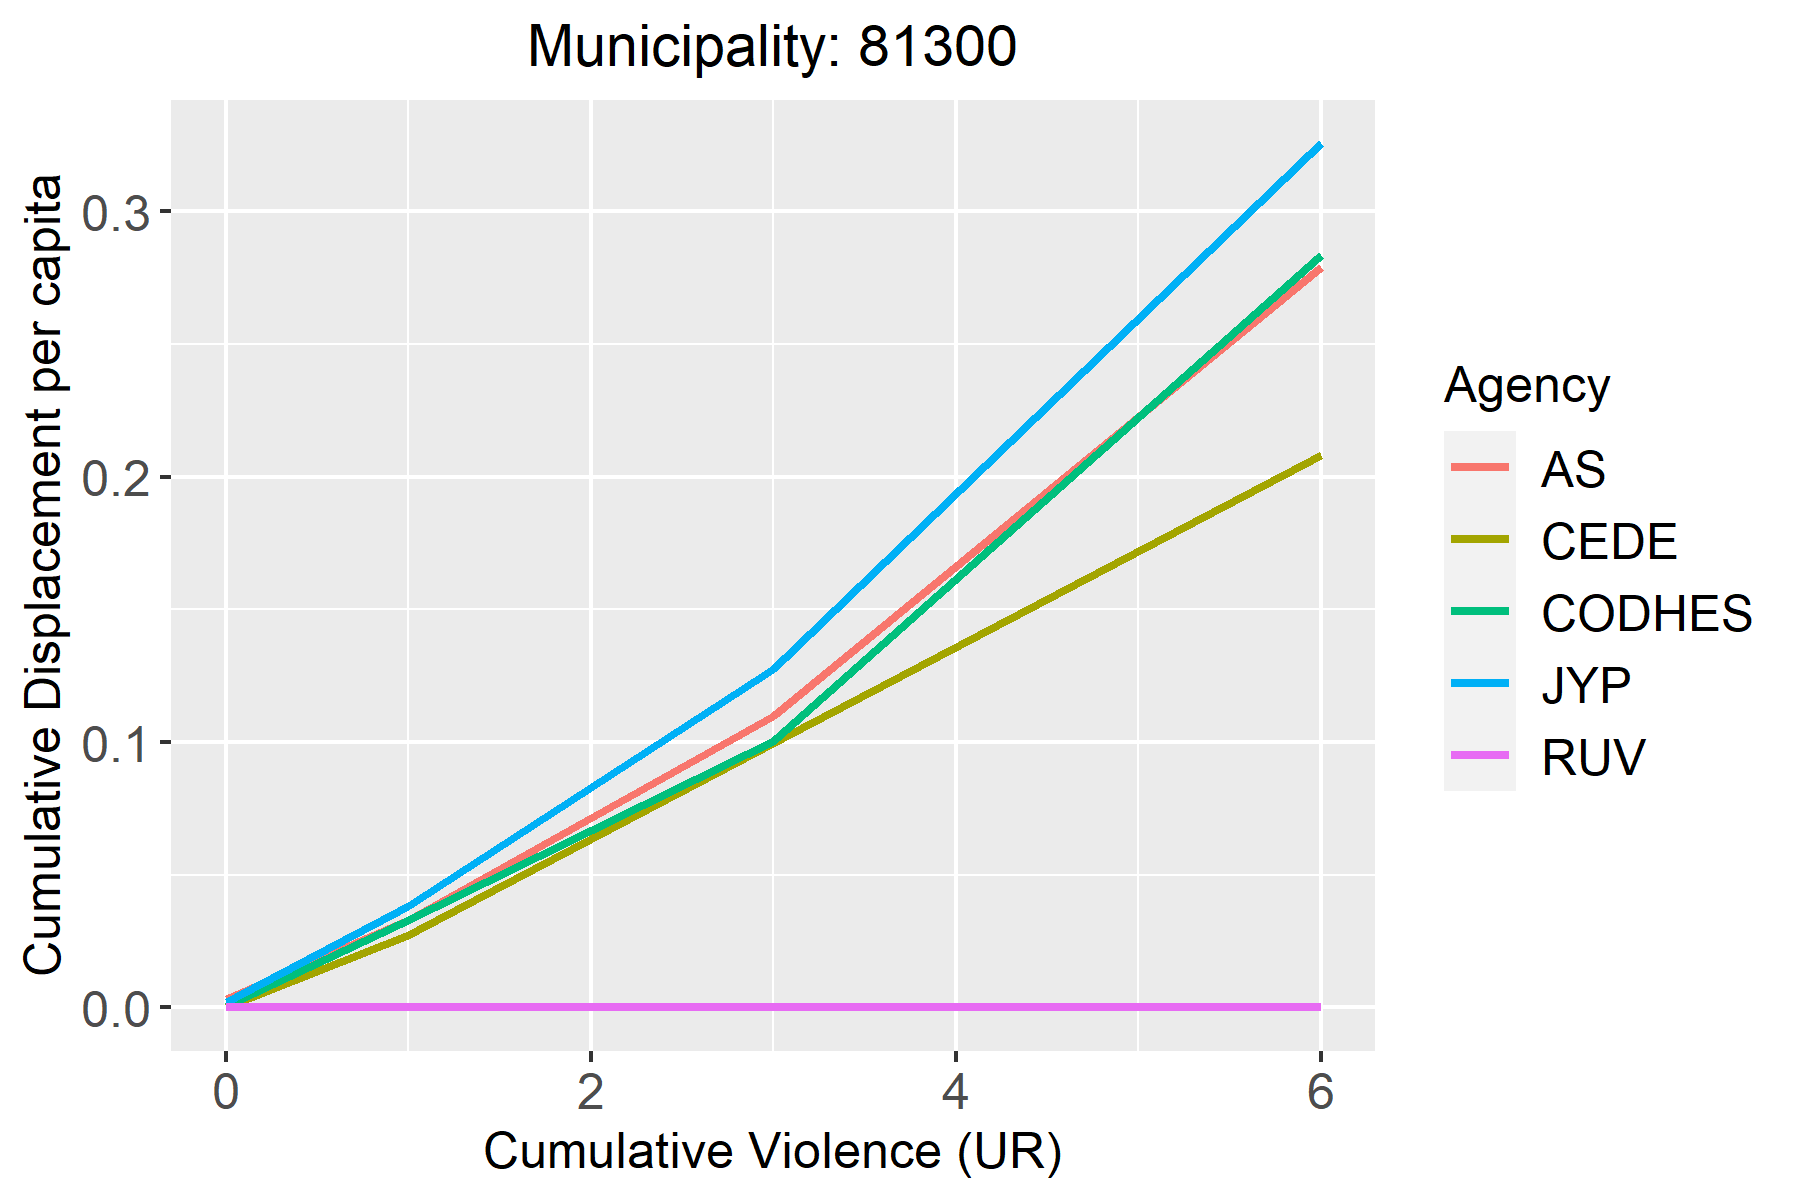 Municipality: 81300
Cumulative Displacement per capita
0.3
0.2
0.1
0.0
0
2
4
6
Cumulative Violence (UR)
Agency
AS
CEDE
CODHES
JYP
RUV